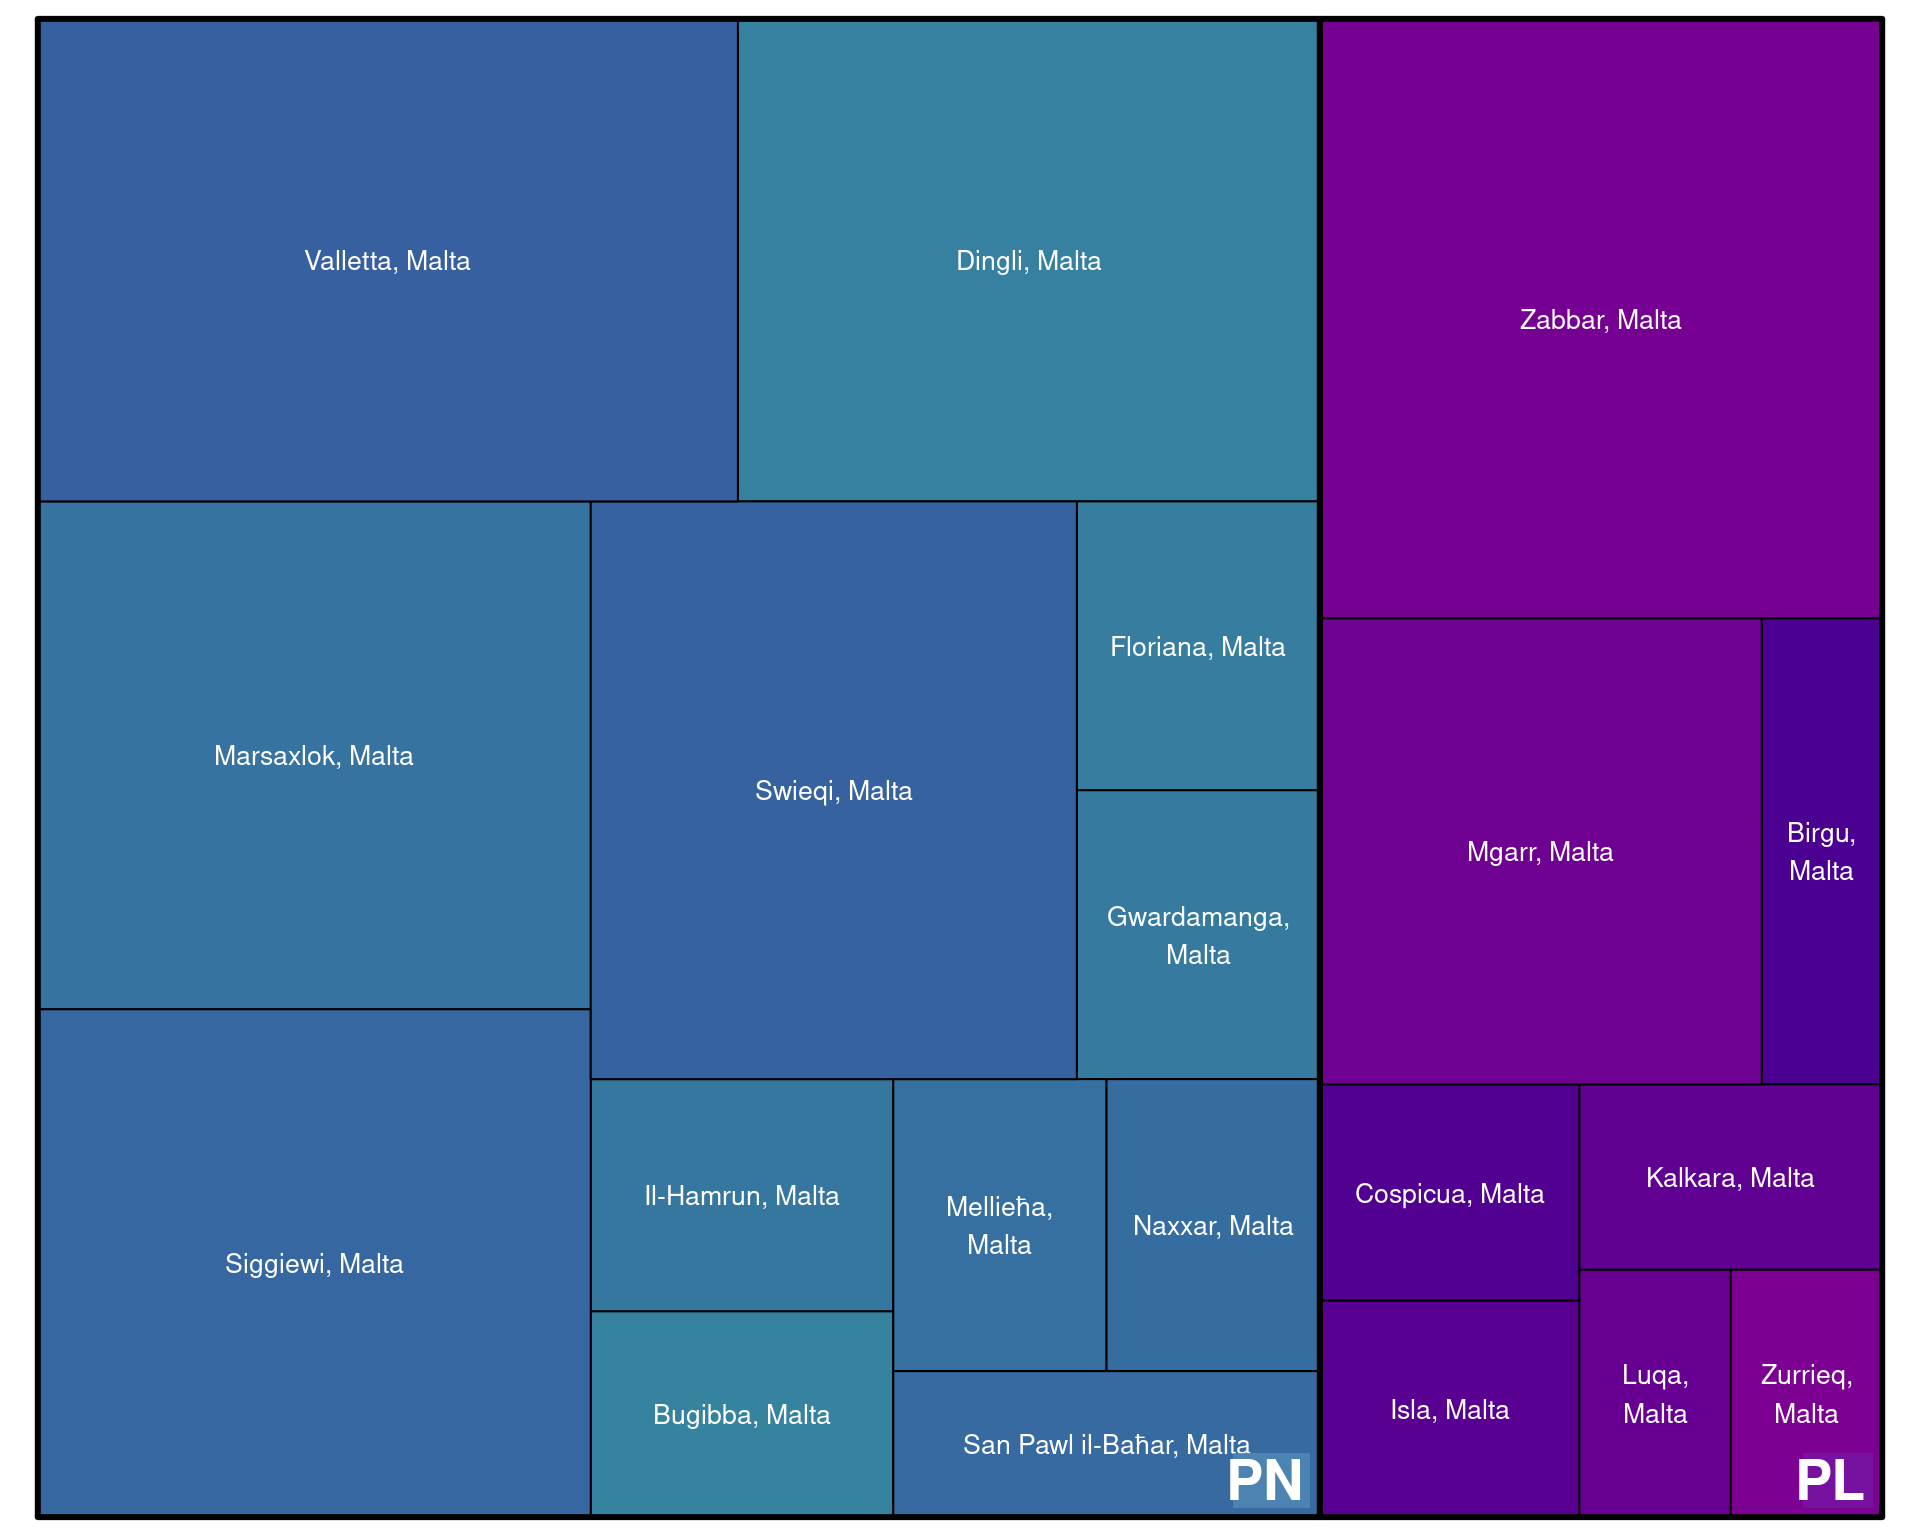 Valletta, Malta
Dingli, Malta
Zabbar, Malta
Marsaxlok, Malta
Swieqi, Malta
Floriana, Malta
Gwardamanga,
Malta
Mgarr, Malta
Birgu,
Malta
Siggiewi, Malta
Il-Hamrun, Malta
Mellieħa,
Malta
Naxxar, Malta
Bugibba, Malta
San Pawl il-Baħar, Malta
PN
Cospicua, Malta
Kalkara, Malta
Isla, Malta
Luqa,
Malta
Zurrieq,
Malta
PL